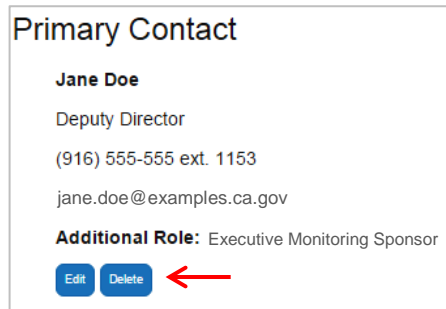 Primary Contact
Jane Doe
Deputy Director
(916) 555-555 ext. 1153
jane.doe@examples.ca.gov
Additional Role: Executive Monitoring Sponsor
Edit Delete